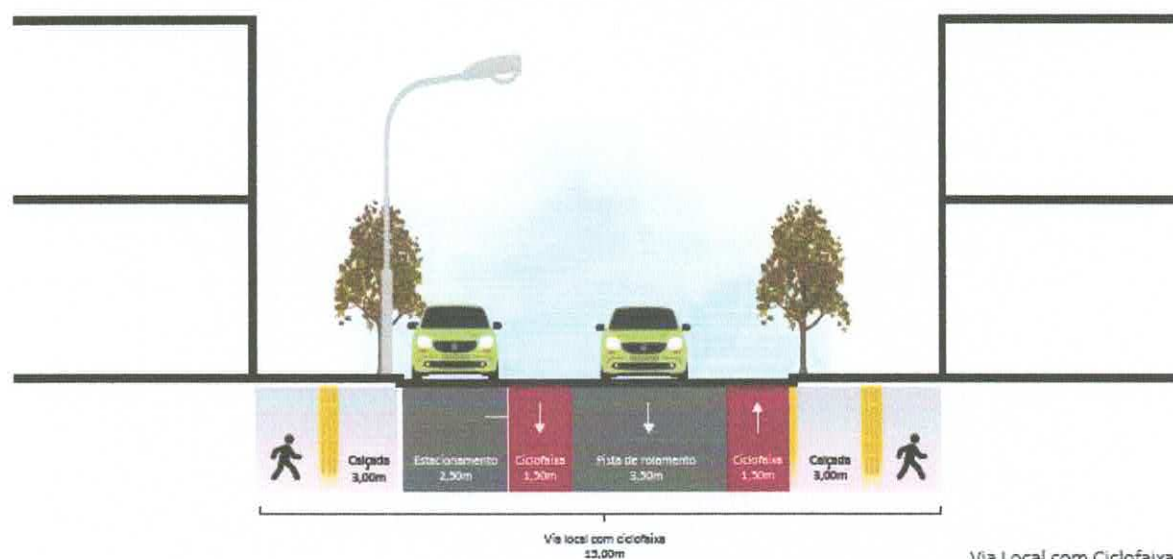 Calçada
3,00m
Estacionamento
2,50m
Ciclofaixa
1,50m
Pista de rolamento
3,50m
Ciclofaixa
1,50m
Calçada
3,00m
Via local com ciclofaixa
15,00m
Via Local com Ciclofaixa